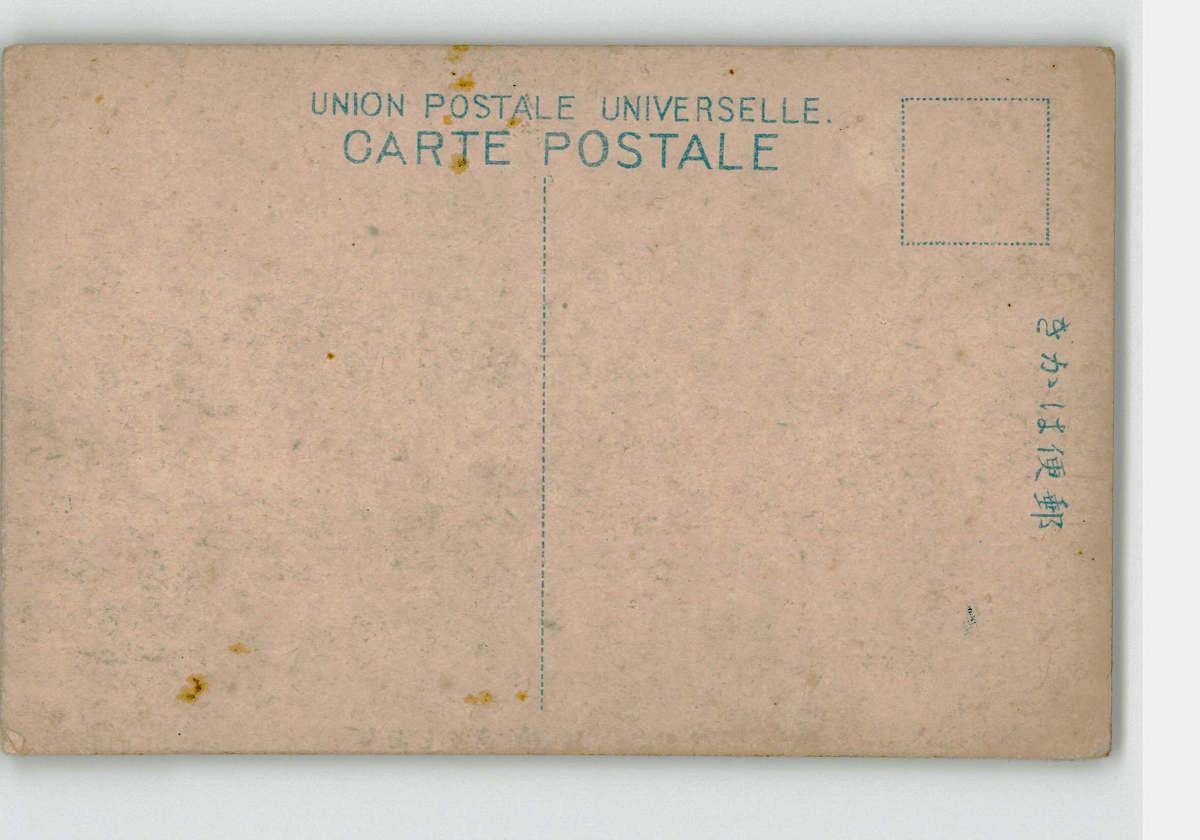 UNION POSTALE UNIVERSELLE.
CARTE POSTALE
郵便はかき